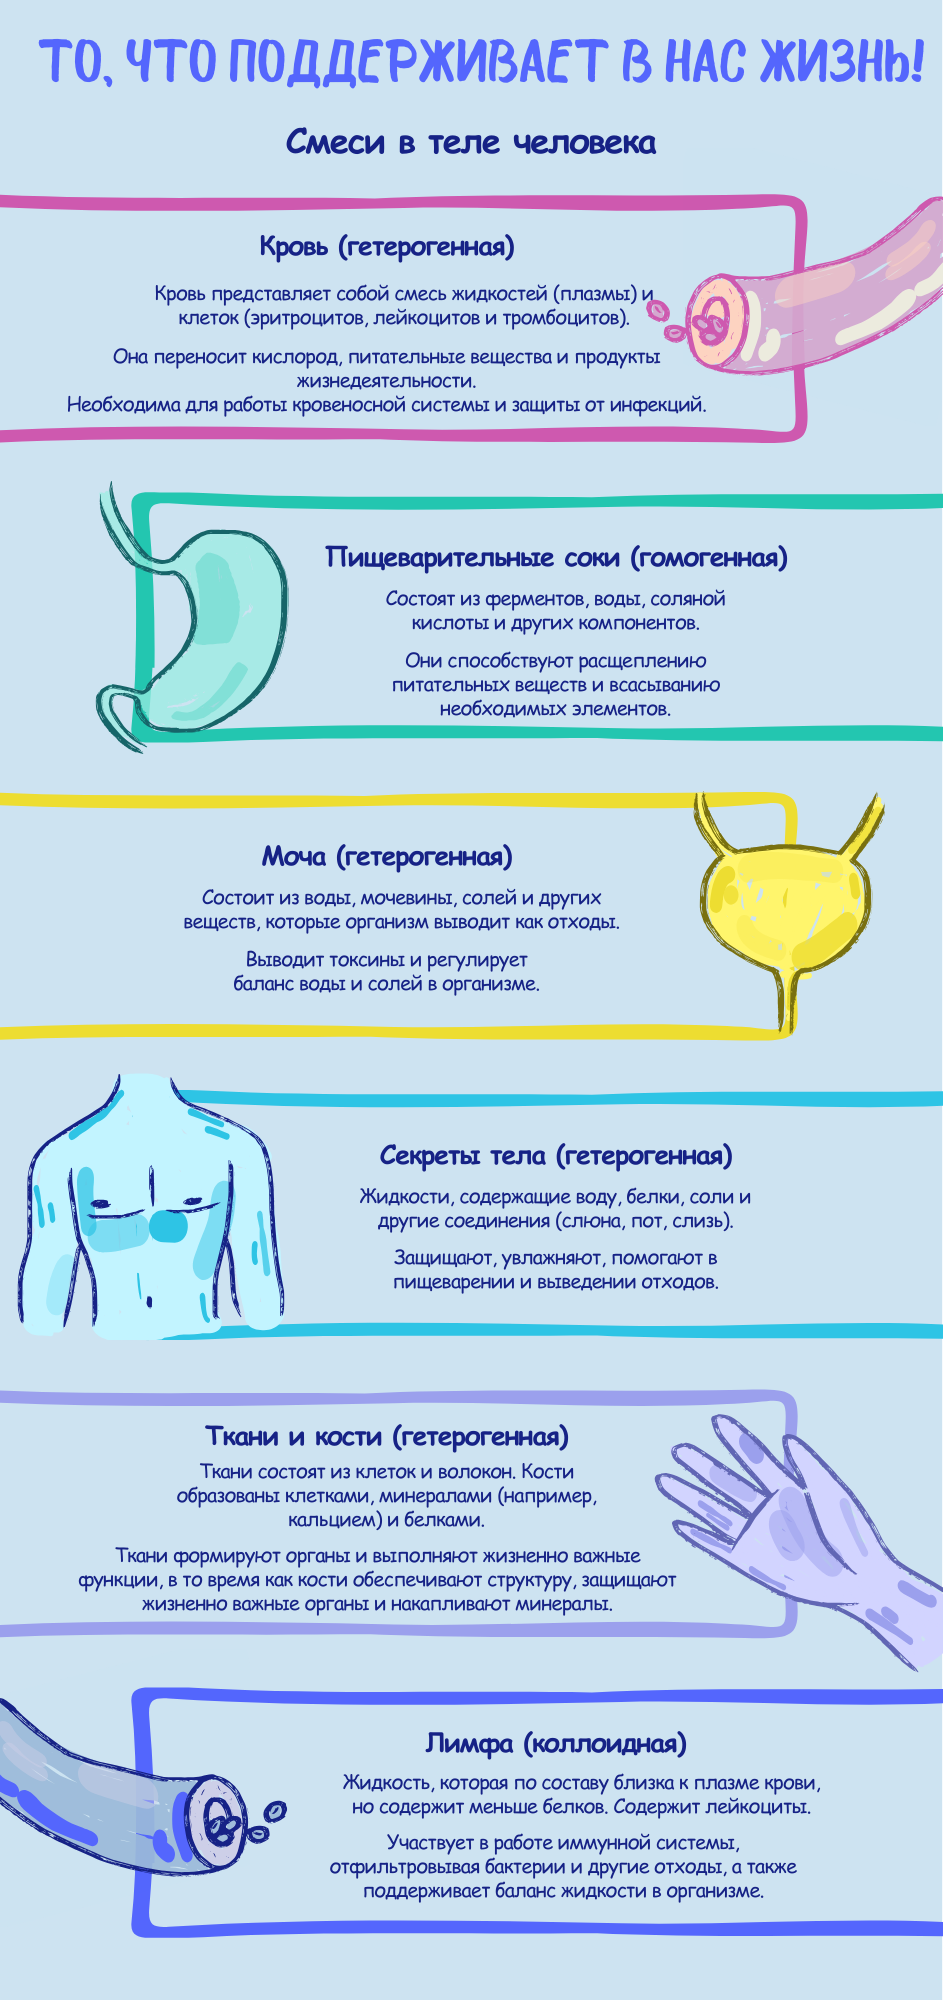 ТО, ЧТО ПОДДЕРЖИВАЕТ В НАС ЖИЗНЬ!
Смеси в теле человека
Кровь (гетерогенная)
Кровь представляет собой смесь жидкостей (плазмы) и
клеток (эритроцитов, лейкоцитов и тромбоцитов).
Она переносит кислород, питательные вещества и продукты
жизнедеятельности.
Необходима для работы кровеносной системы и защиты от инфекций.
Пищеварительные соки (гомогенная)
Состоят из ферментов, воды, соляной
кислоты и других компонентов.
Они способствуют расщеплению
питательных веществ и всасыванию
необходимых элементов.
Моча (гетерогенная)
Состоит из воды, мочевины, солей и других
веществ, которые организм выводит как отходы.
Выводит токсины и регулирует
баланс воды и солей в организме.
Секреты тела (гетерогенная)
Жидкости, содержащие воду, белки, соли и
другие соединения (слюна, пот, слизь).
Защищают, увлажняют, помогают в
пищеварении и выведении отходов.
Ткани и кости (гетерогенная)
Ткани состоят из клеток и волокон. Кости
образованы клетками, минералами (например,
кальцием) и белками.
Ткани формируют органы и выполняют жизненно важные
функции, в то время как кости обеспечивают структуру, защищают
жизненно важные органы и накапливают минералы.
Лимфа (коллоидная)
Жидкость, которая по составу близка к плазме крови,
но содержит меньше белков. Содержит лейкоциты.
Участвует в работе иммунной системы,
отфильтровывая бактерии и другие отходы, а также
поддерживает баланс жидкости в организме.